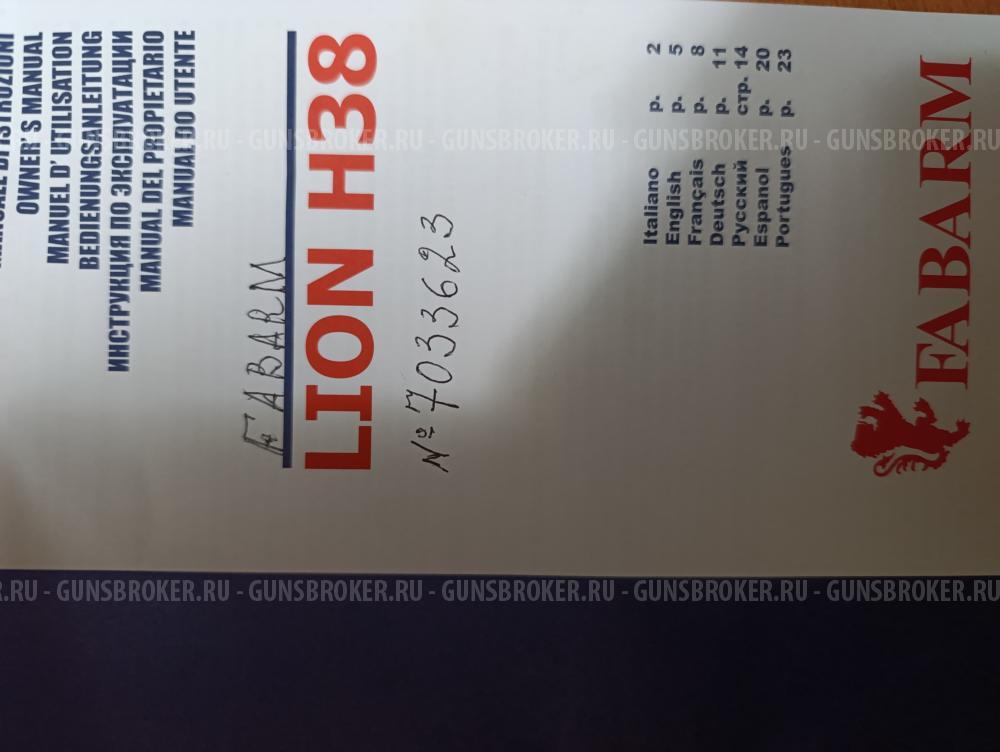 MANUALE DI ISTRUZIONI
OWNER'S MANUAL
MANUEL D' UTILISATION
BEDIENUNGSANLEITUNG
ИНСТРУКЦИЯ ПО ЭКСПЛУАТАЦИИ
MANUAL DEL PROPIETARIO
MANUAL DO UTENTE
FABARM
LION H38
№ 7033623
Italiano p. 2
English p. 5
Français p. 8
Deutsch p. 11
Русский стр. 14
Espanol p. 20
Portugues p. 23
FABARM
.RU - GUNSBROKER.RU - GUNSBROKER.RU - GUNSBROKER.RU - GUNSBROKER.RU - GUNSBROKER.RU
.RU - GUNSBROKER.RU - GUNSBROKER.RU - GUNSBROKER.RU - GUNSBROKER.RU - GUNSBROKER.RU